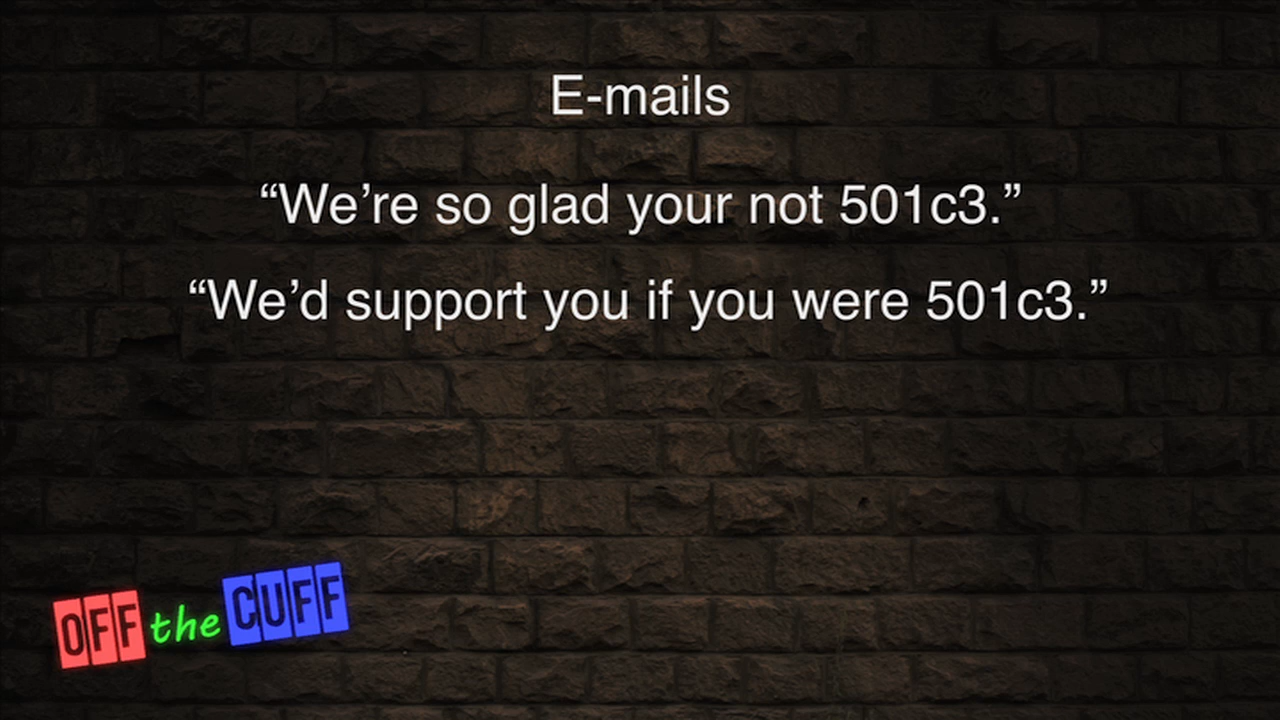 E-mails
“We’re so glad your not 501c3.”
“We’d support you if you were 501c3.”
OFF the CUFF